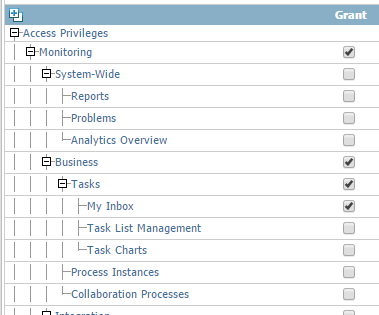 Grant
Access Privileges
Monitoring
System-Wide
Reports
Problems
Analytics Overview
Business
Tasks
My Inbox
Task List Management
Task Charts
Process Instances
Collaboration Processes
Integration